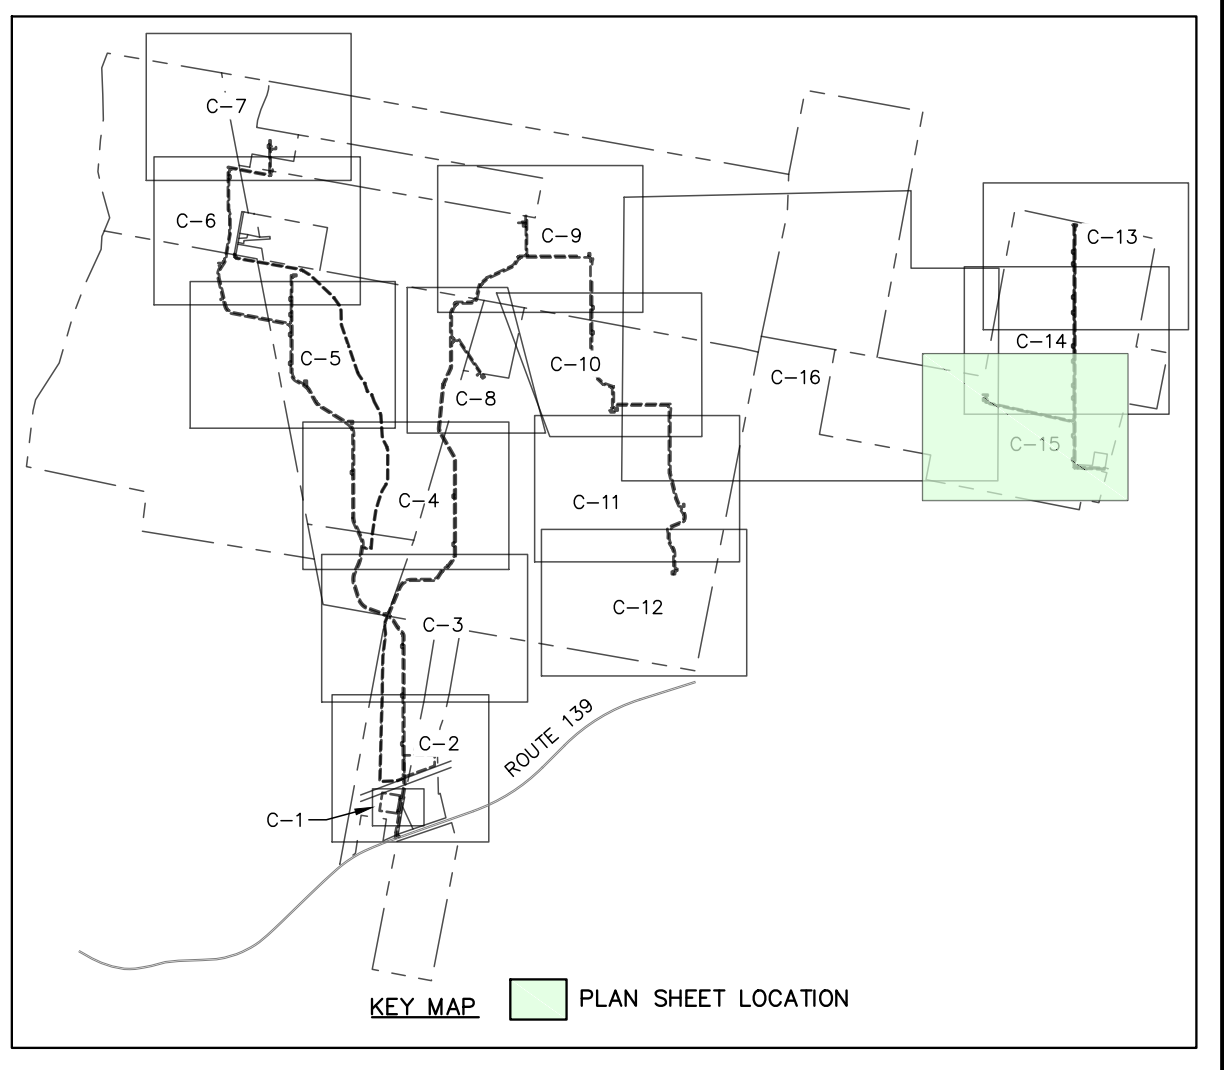 C-7
C-6
C-9
C-13
C-14
C-5
C-10
C-16
C-8
C-15
C-4
C-11
C-12
C-3
ROUTE 139
C-2
C-1
KEY MAP
PLAN SHEET LOCATION